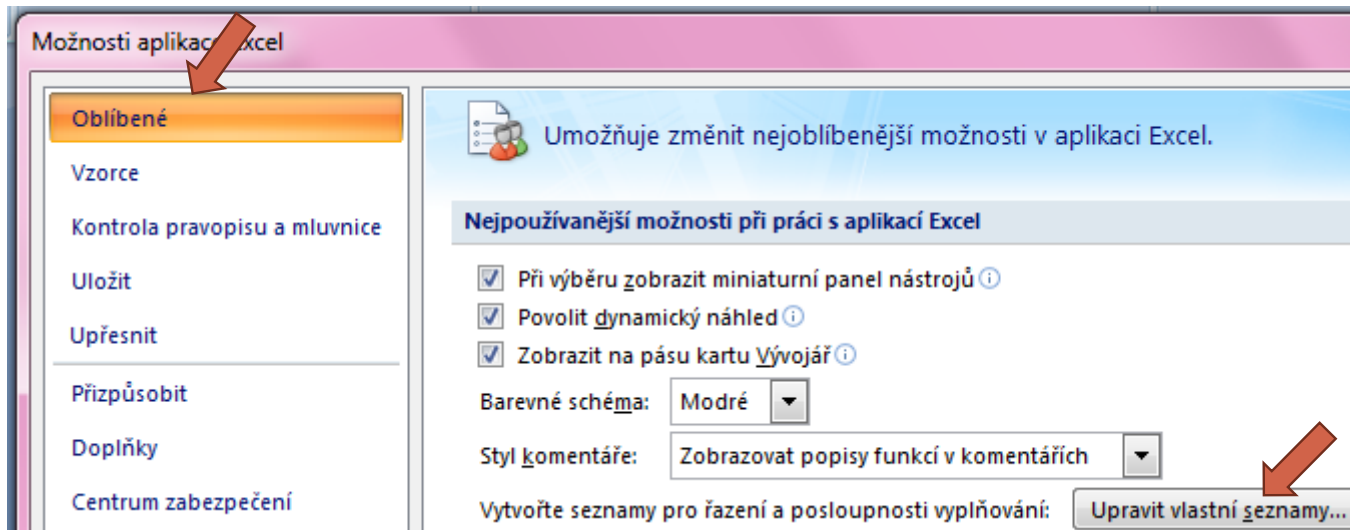 Možnosti aplikace Excel
Oblíbené
Vzorce
Kontrola pravopisu a mluvnice
Uložit
Upřesnit
Přizpůsobit
Doplňky
Centrum zabezpečení
Umožňuje změnit nejoblíbenější možnosti v aplikaci Excel.
Nejpoužívanější možnosti při práci s aplikací Excel
Při výběru zobrazit miniaturní panel nástrojů
Povolit dynamický náhled
Zobrazit na pásu kartu Vývojář
Barevné schéma: Modré
Styl komentáře: Zobrazovat popisy funkcí v komentářích
Vytvořte seznamy pro řazení a posloupnosti vyplňování: Upravit vlastní seznamy...